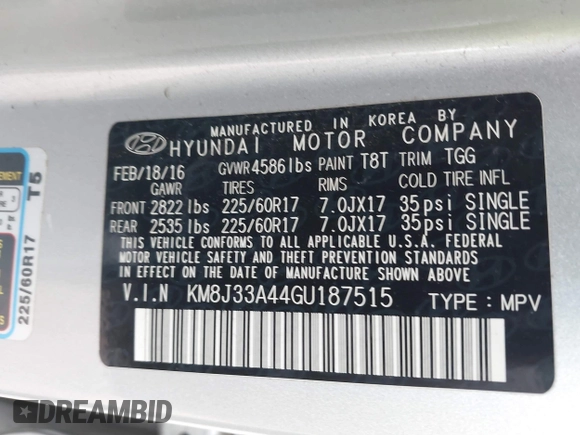 MANUFACTURED IN KOREA BY
HYUNDAI MOTOR COMPANY
FEB/18/16 GVWR 4586lbs PAINT T8T TRIM TGG
GAWR TIRES RIMS COLD TIRE INFL
FRONT 2822 lbs 225/60R17 7.0JX17 35psi SINGLE
REAR 2535 lbs 225/60R17 7.0JX17 35psi SINGLE
THIS VEHICLE CONFORMS TO ALL APPLICABLE U.S.A. FEDERAL
MOTOR VEHICLE SAFETY AND THEFT PREVENTION STANDARDS
IN EFFECT ON THE DATE OF MANUFACTURE SHOWN ABOVE.
V.I.N KM8J33A44GU187515 TYPE : MPV
225/60R17 T5
DREAMBID